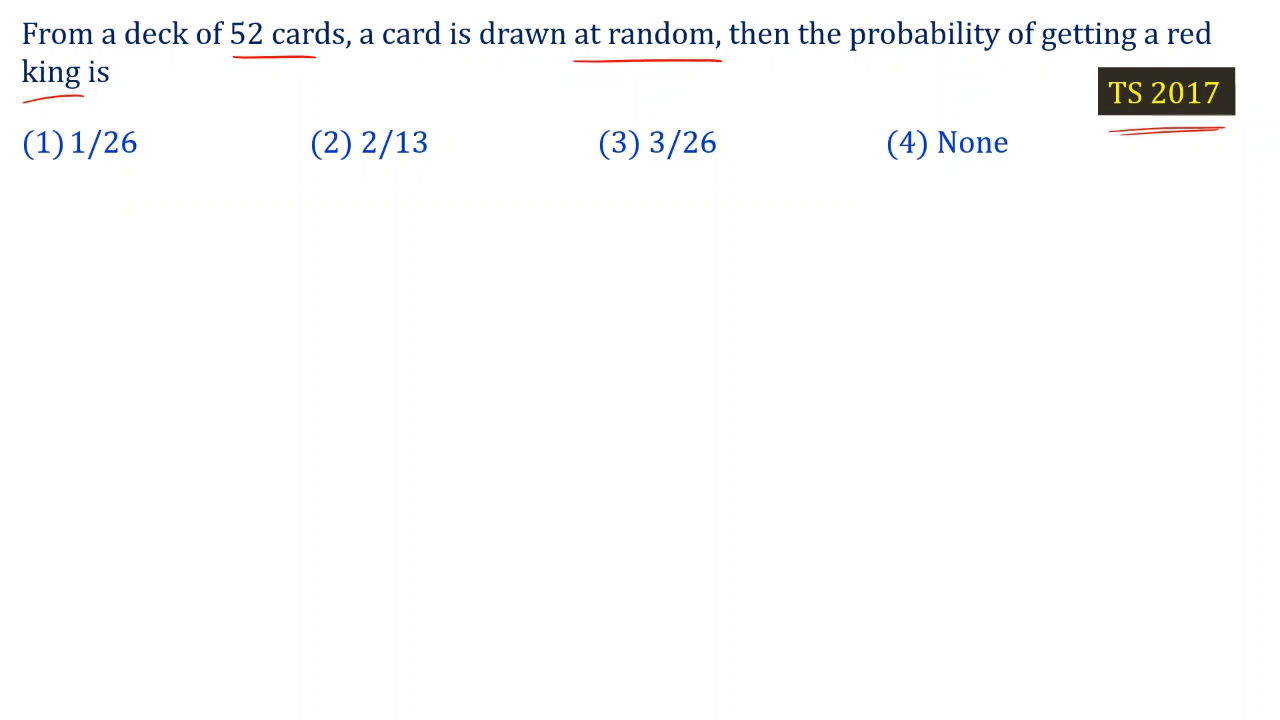 From a deck of 52 cards, a card is drawn at random, then the probability of getting a red
king is
TS 2017
(1) 1/26 (2) 2/13 (3) 3/26 (4) None